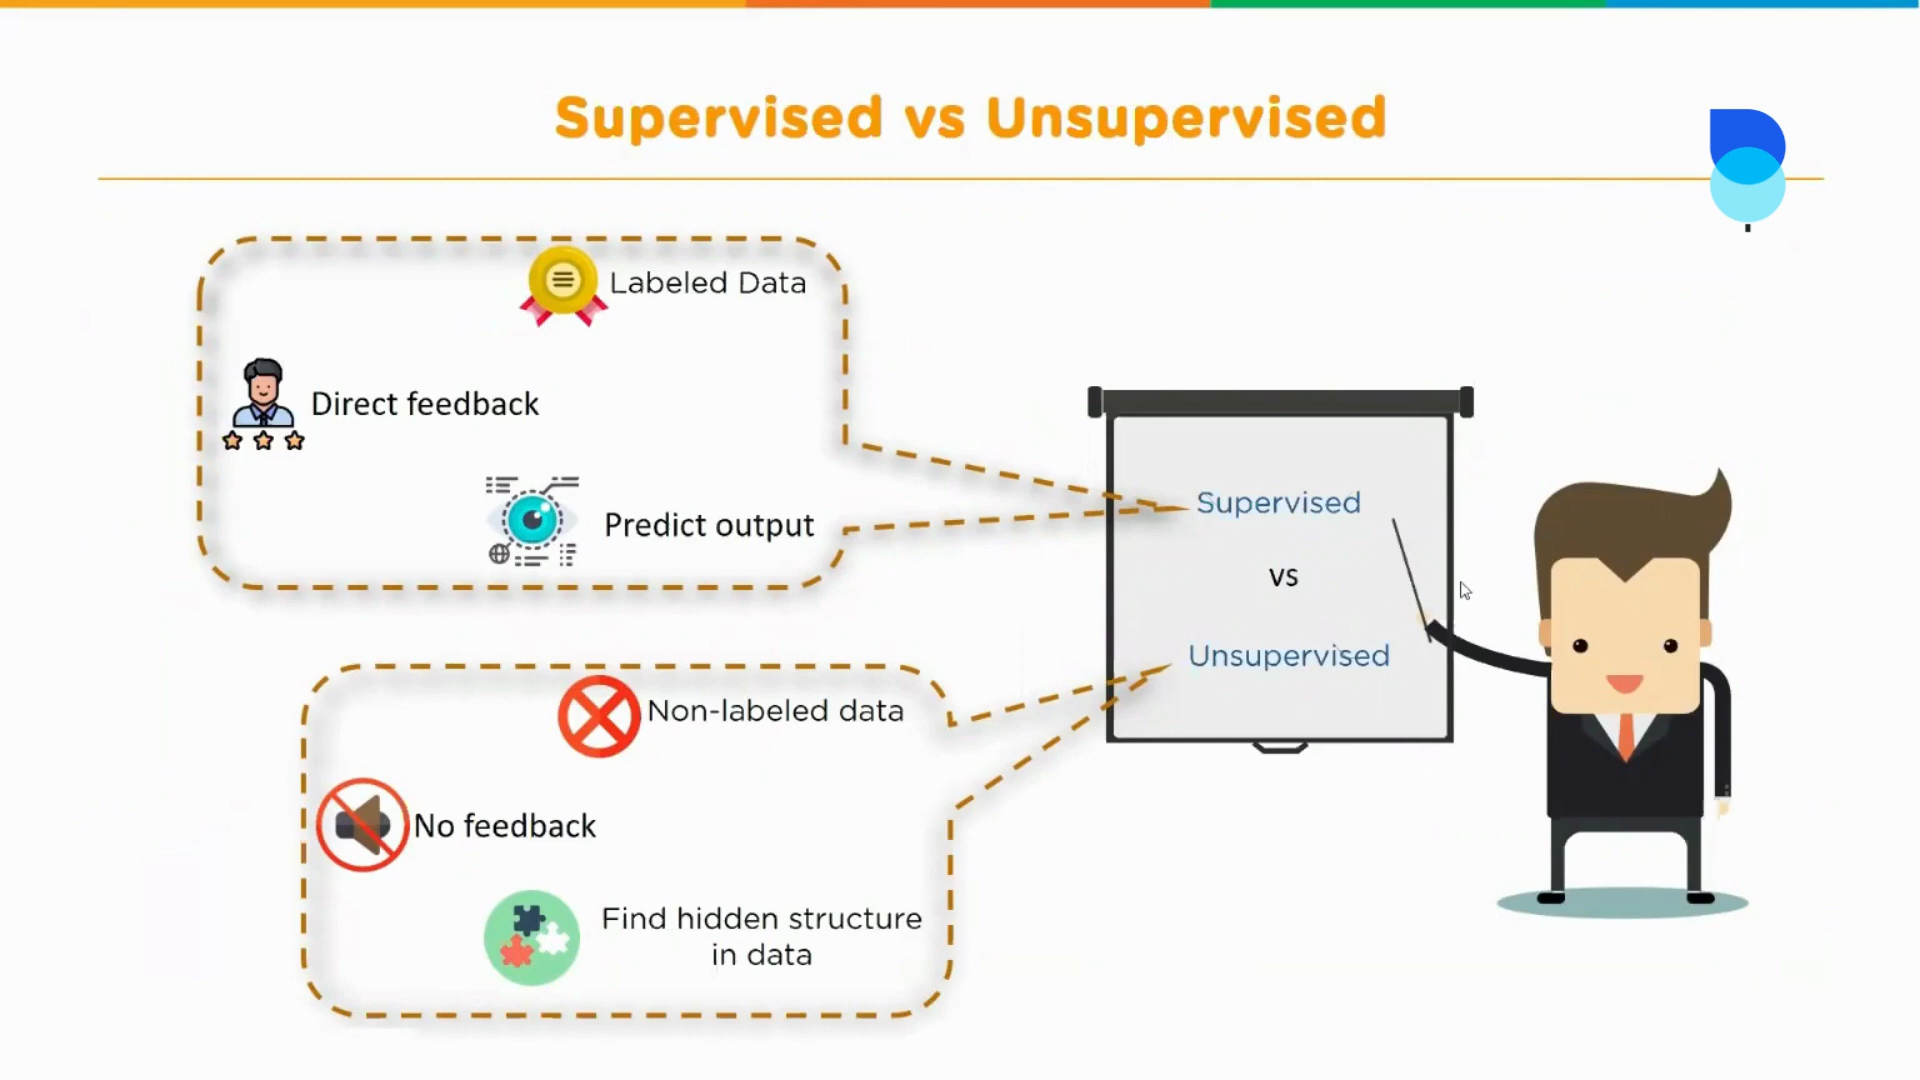 Supervised vs Unsupervised
Labeled Data
Direct feedback
Predict output
Supervised
vs
Unsupervised
Non-labeled data
No feedback
Find hidden structure
in data